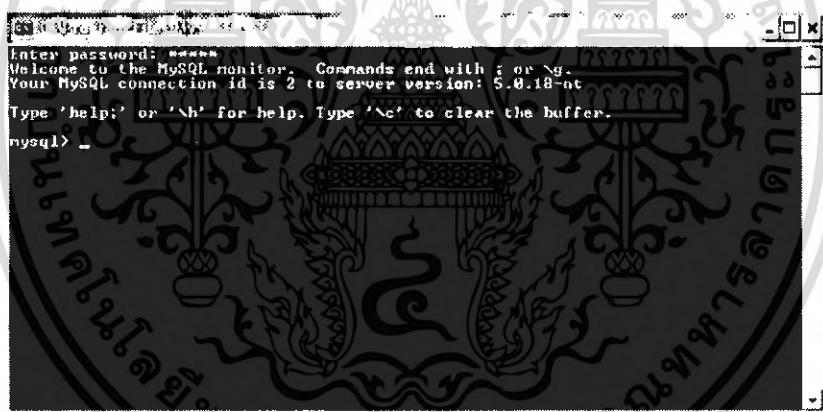 Enter password: *****
Welcome to the MySQL monitor.  Commands end with ; or \g.
Your MySQL connection id is 2 to server version: 5.0.18-nt
Type 'help;' or '\h' for help. Type '\c' to clear the buffer.
mysql> _